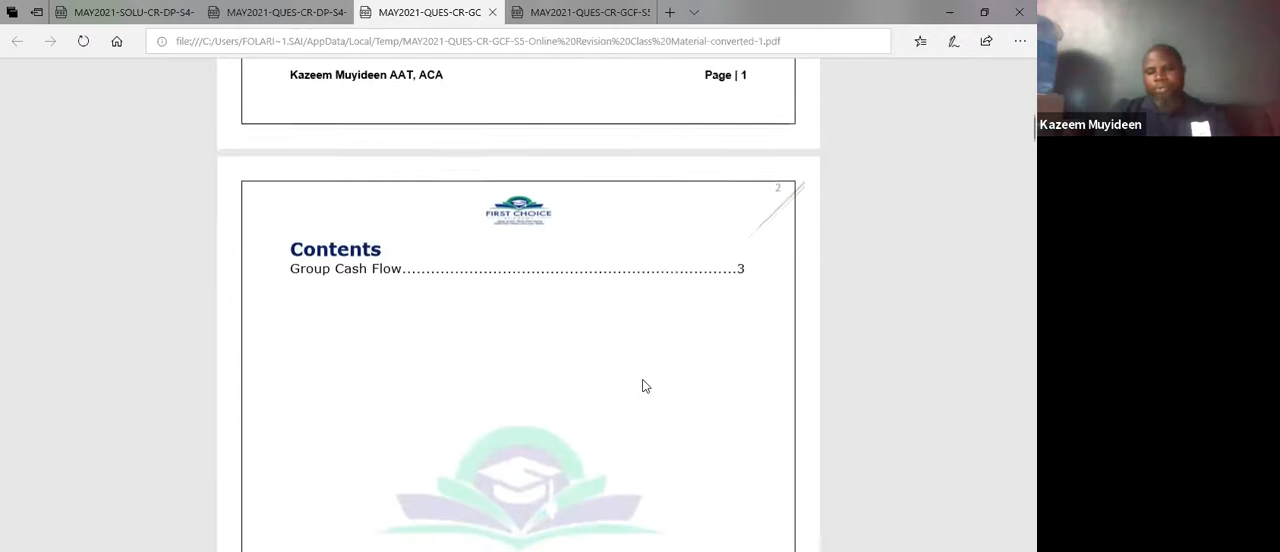 MAY2021-SOLU-CR-DP-S4-
MAY2021-QUES-CR-DP-S4-
MAY2021-QUES-CR-GC
MAY2021-QUES-CR-GCF-S5
file:///C:/Users/FOLARI~1.SAI/AppData/Local/Temp/MAY2021-QUES-CR-GCF-S5-Online%20Revision%20Class%20Material-converted-1.pdf
Kazeem Muyideen AAT, ACA
Page | 1
Kazeem Muyideen
2
FIRST CHOICE
Contents
Group Cash Flow......................................................................3